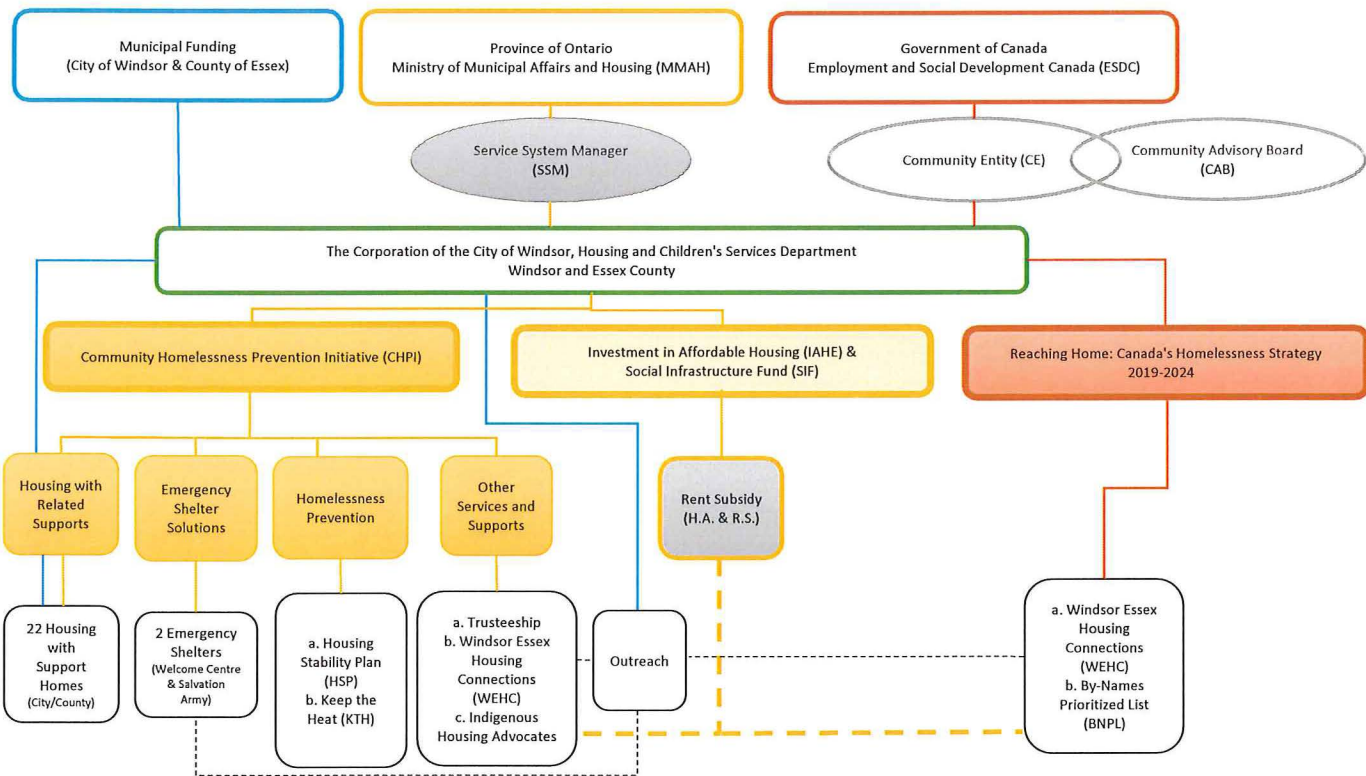 Municipal Funding
(City of Windsor & County of Essex)
Province of Ontario
Ministry of Municipal Affairs and Housing (MMAH)
Government of Canada
Employment and Social Development Canada (ESDC)
Service System Manager
(SSM)
Community Entity (CE)
Community Advisory Board
(CAB)
The Corporation of the City of Windsor, Housing and Children's Services Department
Windsor and Essex County
Community Homelessness Prevention Initiative (CHPI)
Investment in Affordable Housing (IAHE) &
Social Infrastructure Fund (SIF)
Reaching Home: Canada's Homelessness Strategy
2019-2024
Housing with
Related
Supports
Emergency
Shelter
Solutions
Homelessness
Prevention
Other
Services and
Supports
Rent Subsidy
(H.A. & R.S.)
22 Housing
with
Support
Homes
(City/County)
2 Emergency
Shelters
(Welcome Centre
& Salvation
Army)
a. Housing
Stability Plan
(HSP)
b. Keep the
Heat (KTH)
a. Trusteeship
b. Windsor Essex
Housing
Connections
(WEHC)
c. Indigenous
Housing Advocates
Outreach
a. Windsor Essex
Housing
Connections
(WEHC)
b. By-Names
Prioritized List
(BNPL)